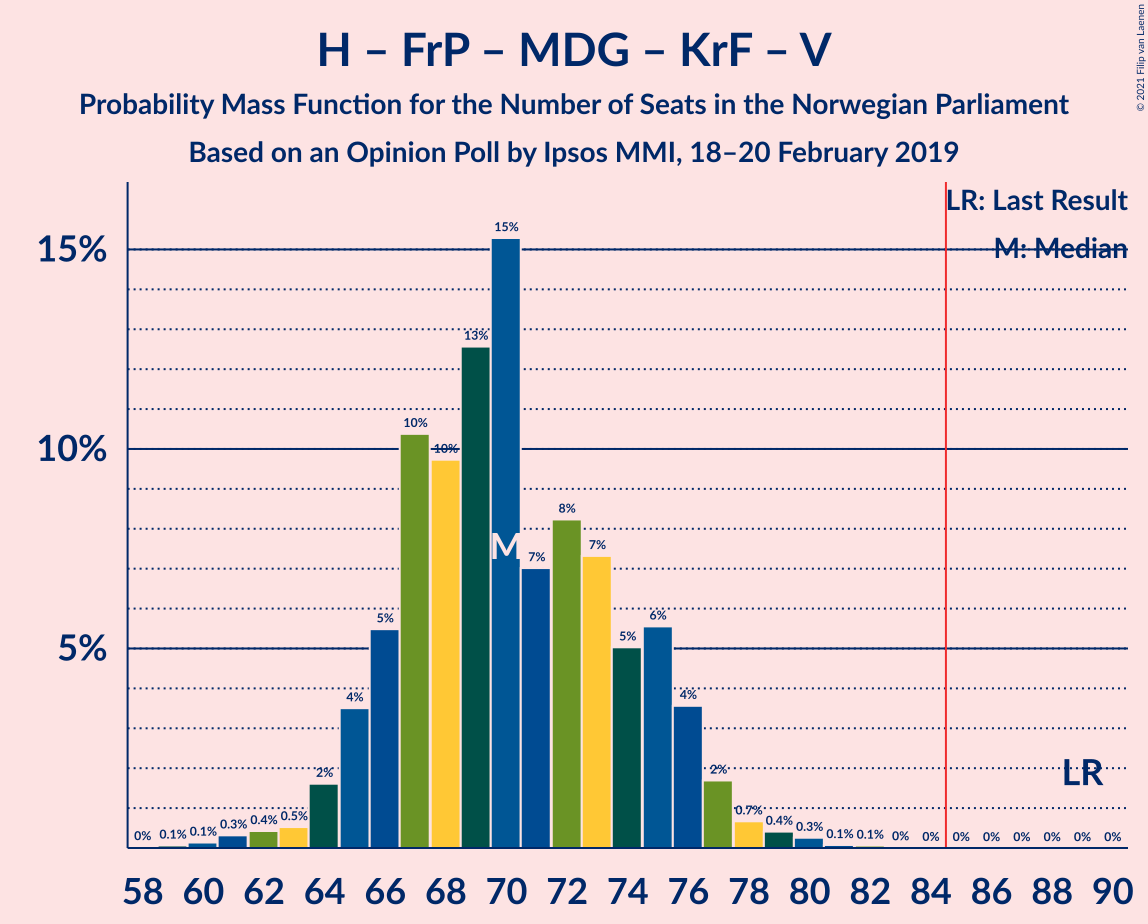 H – FrP – MDG – KrF – V
Probability Mass Function for the Number of Seats in the Norwegian Parliament
Based on an Opinion Poll by Ipsos MMI, 18–20 February 2019
© 2021 Filip van Laenen
LR: Last Result
M: Median
15%
10%
5%
0% 0.1% 0.1% 0.3% 0.4% 0.5% 2% 4% 5% 10% 10% 13% 15% 7% 8% 7% 5% 6% 4% 2% 0.7% 0.4% 0.3% 0.1% 0.1% 0% 0% 0% 0% 0% 0% 0% 0%
M
LR
58 60 62 64 66 68 70 72 74 76 78 80 82 84 86 88 90